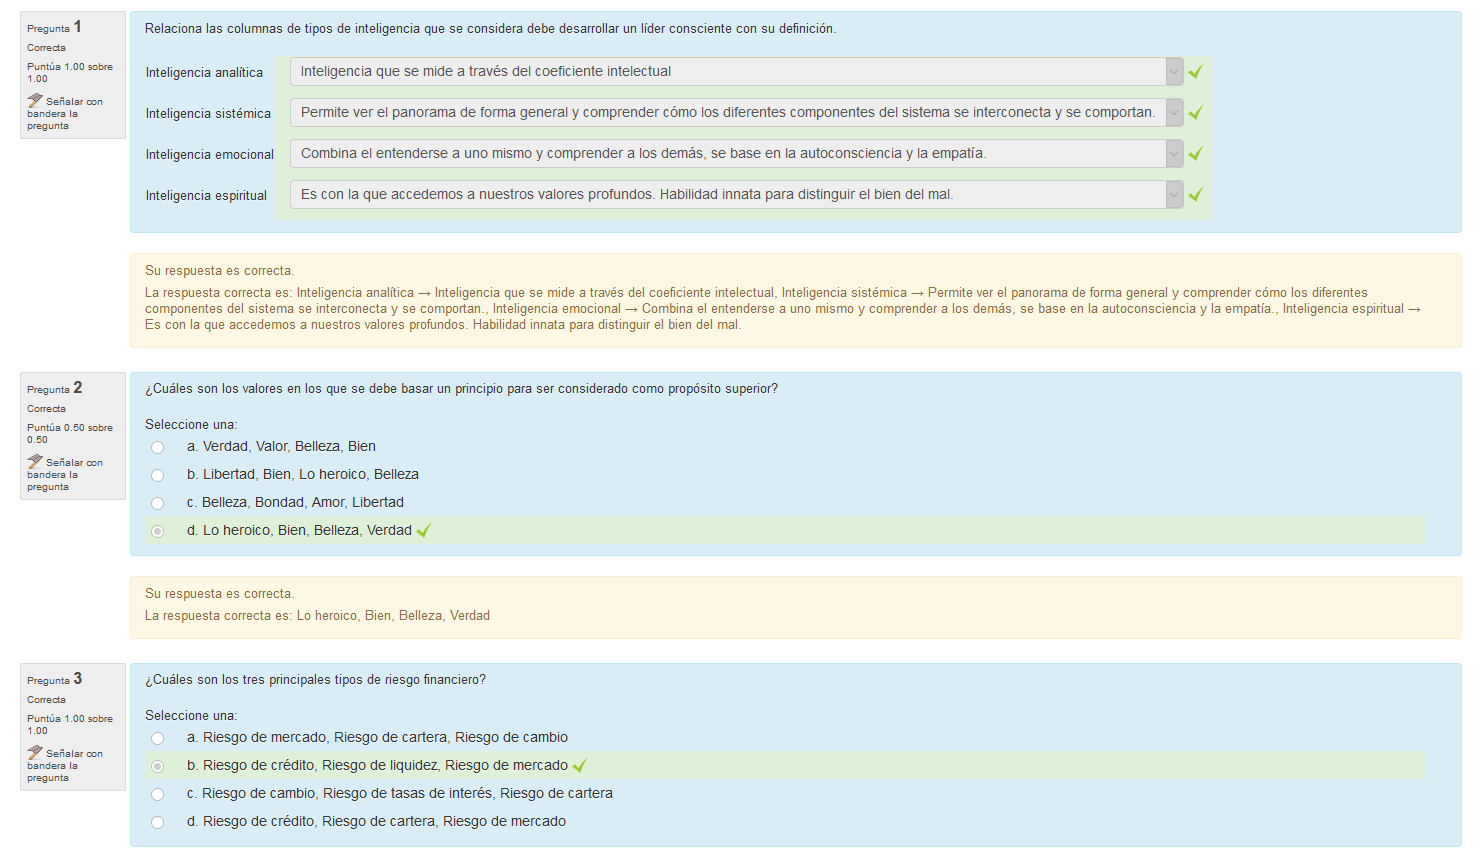 Pregunta 1
Correcta
Puntúa 1.00 sobre
1.00
Señalar con
bandera la
pregunta
Relaciona las columnas de tipos de inteligencia que se considera debe desarrollar un líder consciente con su definición.
Inteligencia analítica Inteligencia que se mide a través del coeficiente intelectual
Inteligencia sistémica Permite ver el panorama de forma general y comprender cómo los diferentes componentes del sistema se interconecta y se comportan.
Inteligencia emocional Combina el entenderse a uno mismo y comprender a los demás, se base en la autoconsciencia y la empatía.
Inteligencia espiritual Es con la que accedemos a nuestros valores profundos. Habilidad innata para distinguir el bien del mal.
Su respuesta es correcta.
La respuesta correcta es: Inteligencia analítica → Inteligencia que se mide a través del coeficiente intelectual, Inteligencia sistémica → Permite ver el panorama de forma general y comprender cómo los diferentes
componentes del sistema se interconecta y se comportan., Inteligencia emocional → Combina el entenderse a uno mismo y comprender a los demás, se base en la autoconsciencia y la empatía., Inteligencia espiritual →
Es con la que accedemos a nuestros valores profundos. Habilidad innata para distinguir el bien del mal.
Pregunta 2
Correcta
Puntúa 0.50 sobre
0.50
Señalar con
bandera la
pregunta
¿Cuáles son los valores en los que se debe basar un principio para ser considerado como propósito superior?
Seleccione una:
a. Verdad, Valor, Belleza, Bien
b. Libertad, Bien, Lo heroico, Belleza
c. Belleza, Bondad, Amor, Libertad
d. Lo heroico, Bien, Belleza, Verdad
Su respuesta es correcta.
La respuesta correcta es: Lo heroico, Bien, Belleza, Verdad
Pregunta 3
Correcta
Puntúa 1.00 sobre
1.00
Señalar con
bandera la
pregunta
¿Cuáles son los tres principales tipos de riesgo financiero?
Seleccione una:
a. Riesgo de mercado, Riesgo de cartera, Riesgo de cambio
b. Riesgo de crédito, Riesgo de liquidez, Riesgo de mercado
c. Riesgo de cambio, Riesgo de tasas de interés, Riesgo de cartera
d. Riesgo de crédito, Riesgo de cartera, Riesgo de mercado